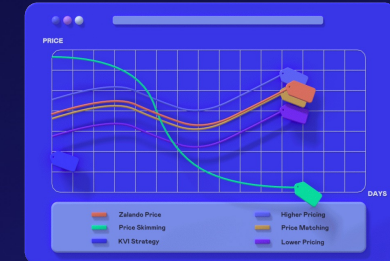 PRICE
DAYS
Zalando Price
Higher Pricing
Price Skimming
Price Matching
KVI Strategy
Lower Pricing